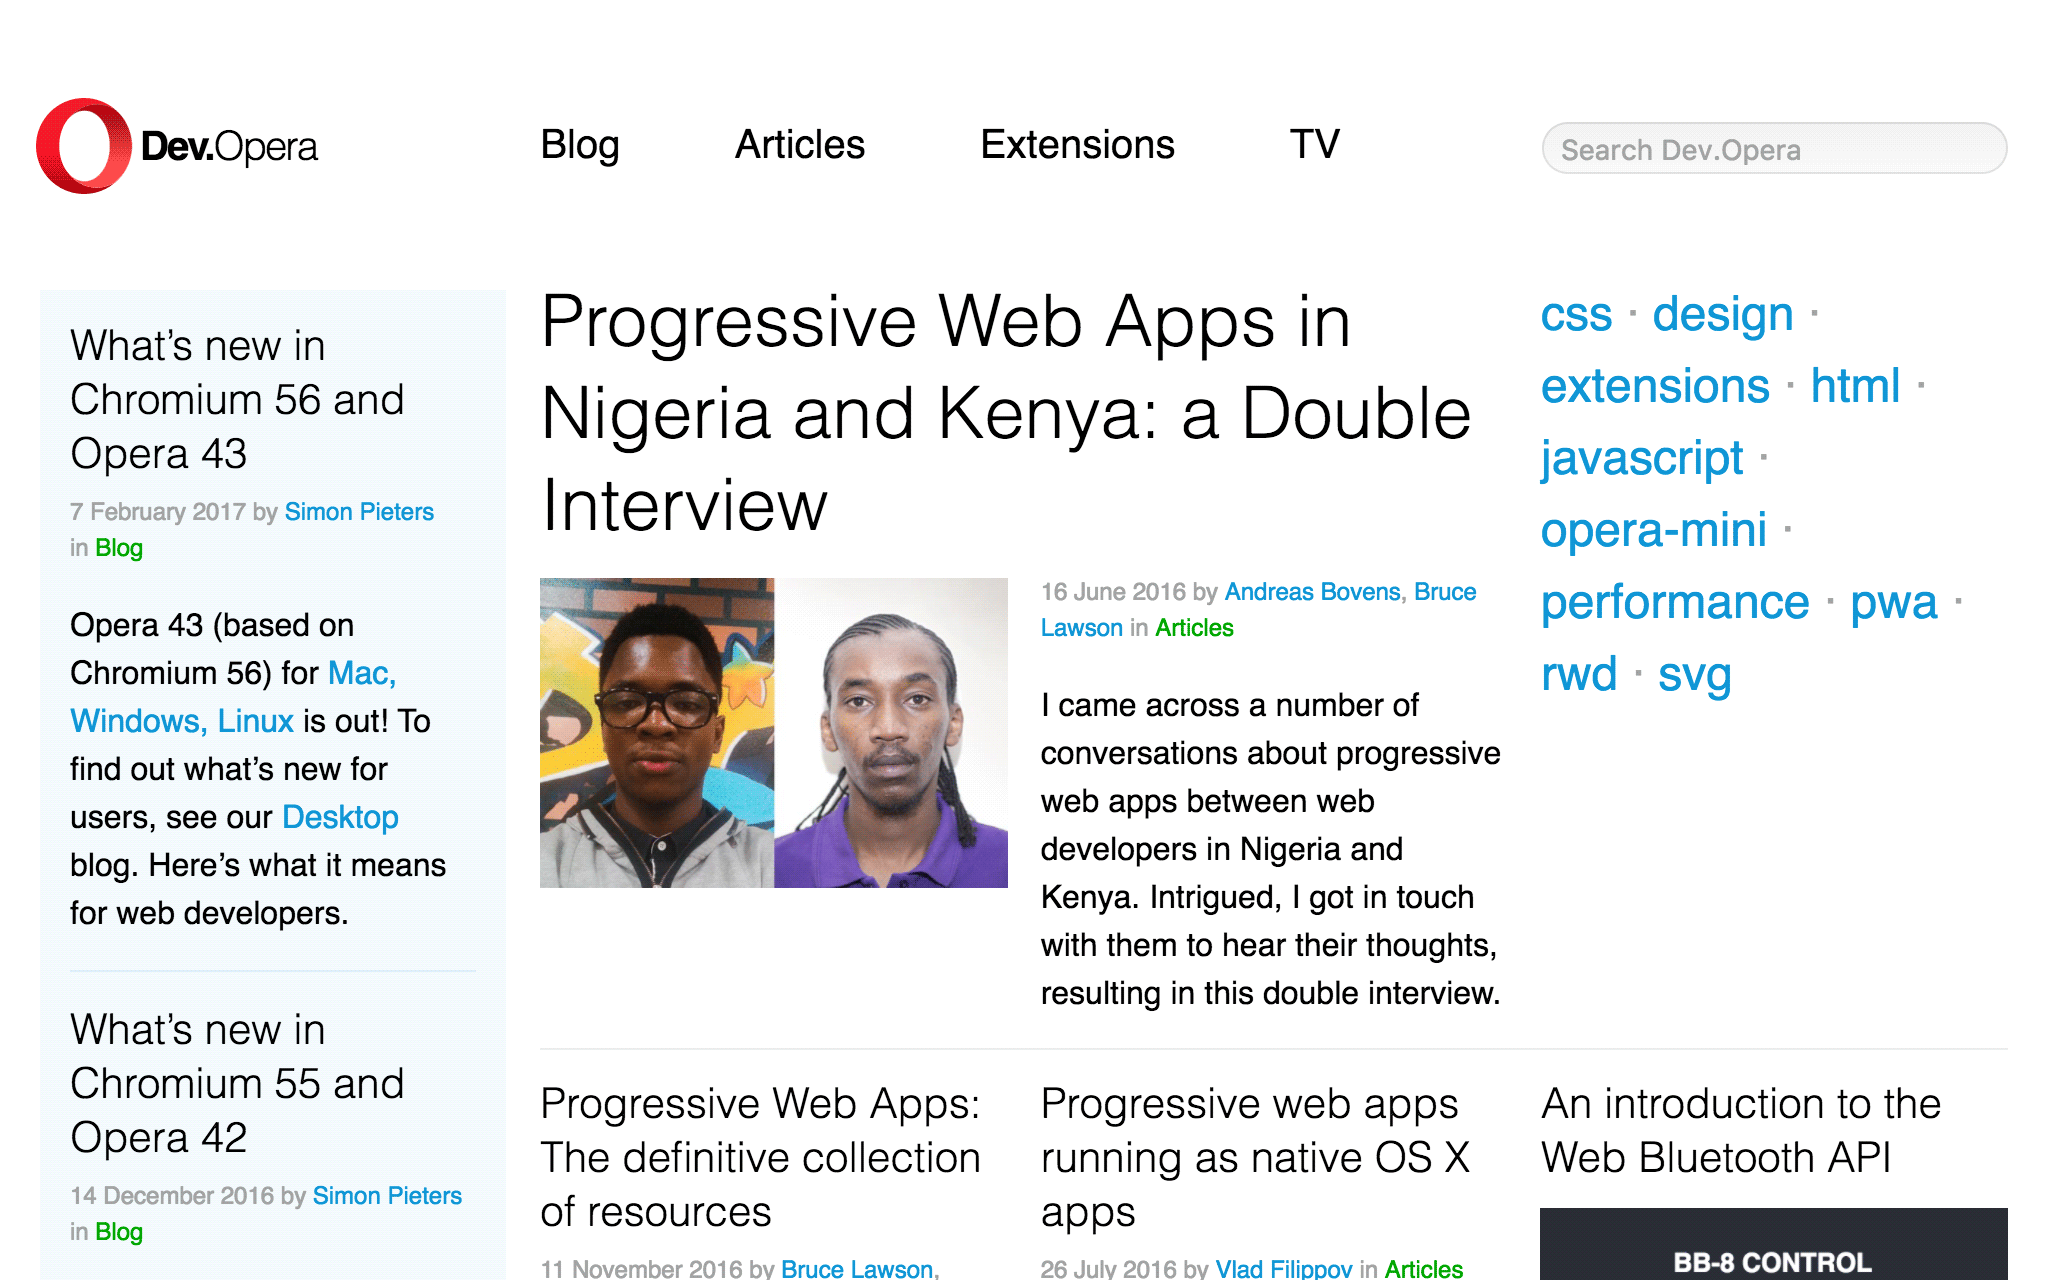 Dev.Opera
Blog
Articles
Extensions
TV
Search Dev.Opera
What’s new in
Chromium 56 and
Opera 43
7 February 2017 by Simon Pieters
in Blog
Opera 43 (based on
Chromium 56) for Mac,
Windows, Linux is out! To
find out what’s new for
users, see our Desktop
blog. Here’s what it means
for web developers.
What’s new in
Chromium 55 and
Opera 42
14 December 2016 by Simon Pieters
in Blog
Progressive Web Apps in
Nigeria and Kenya: a Double
Interview
16 June 2016 by Andreas Bovens, Bruce
Lawson in Articles
I came across a number of
conversations about progressive
web apps between web
developers in Nigeria and
Kenya. Intrigued, I got in touch
with them to hear their thoughts,
resulting in this double interview.
css · design ·
extensions · html ·
javascript ·
opera-mini ·
performance · pwa ·
rwd · svg
Progressive Web Apps:
The definitive collection
of resources
11 November 2016 by Bruce Lawson,
Progressive web apps
running as native OS X
apps
26 July 2016 by Vlad Filippov in Articles
An introduction to the
Web Bluetooth API
BB-8 CONTROL